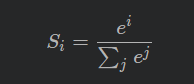 S_i = \frac{e^i}{\sum_j e^j}